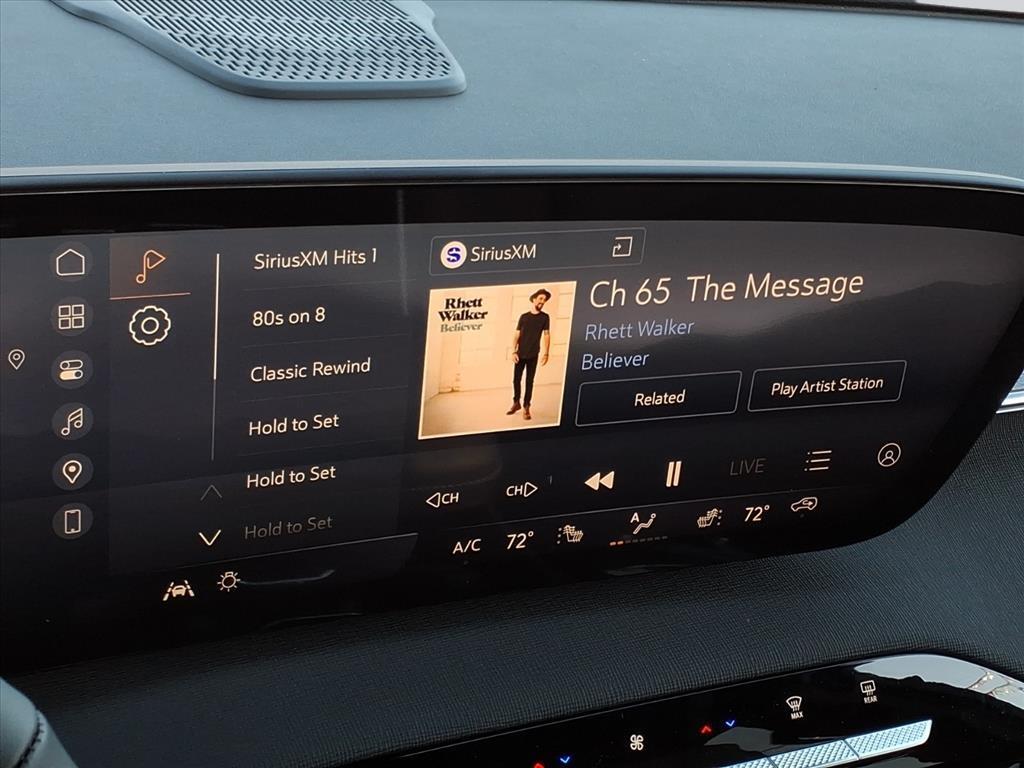 SiriusXM Hits 1
80s on 8
Classic Rewind
Hold to Set
Hold to Set
Hold to Set
S SiriusXM
Rhett
Walker
Believer
Ch 65 The Message
Rhett Walker
Believer
Related
Play Artist Station
CH
CH
LIVE
A/C
72°
A
72°
MAX
REAR